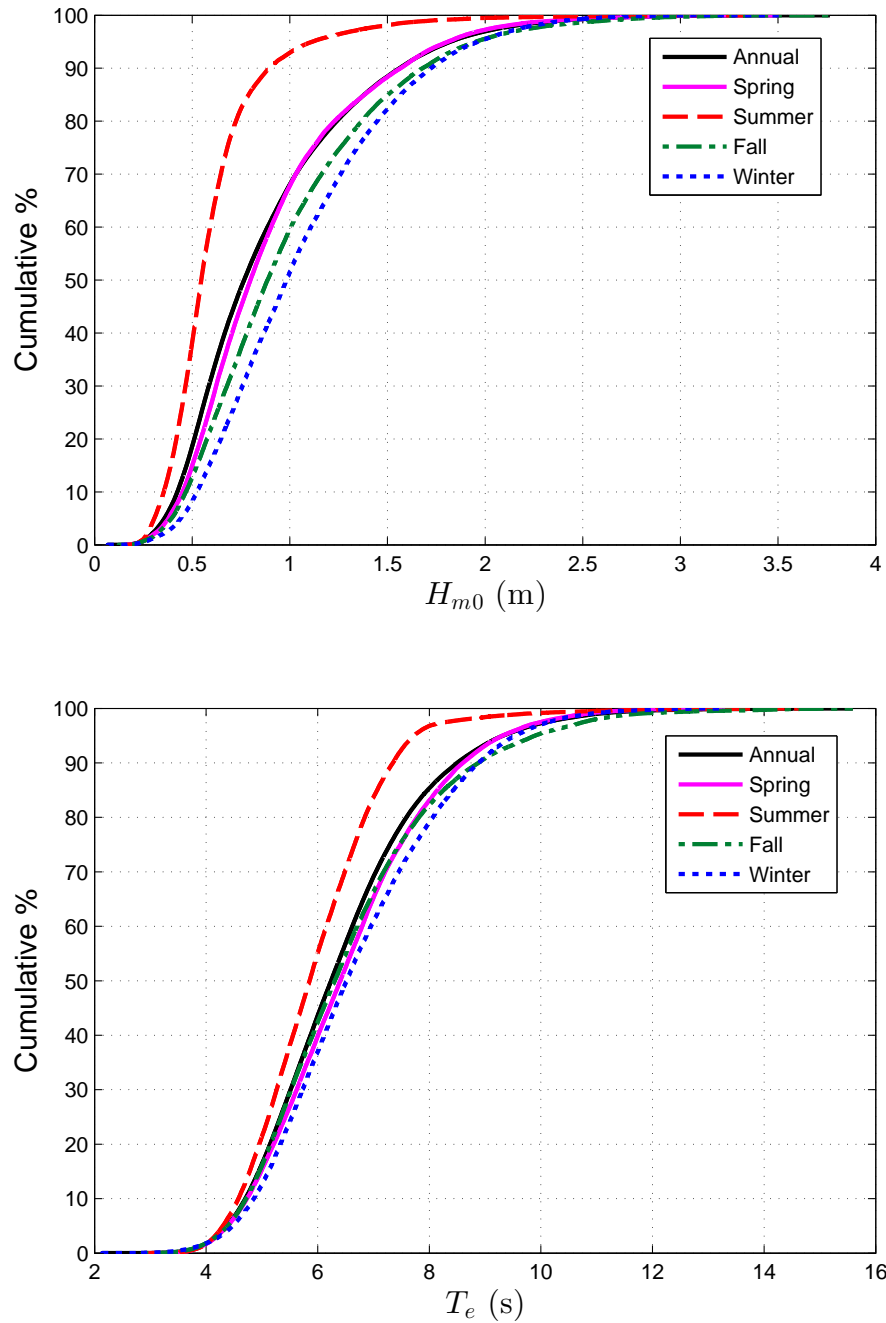 100
90
80
70
60
50
40
30
20
10
0
Cumulative %
0 0.5 1 1.5 2 2.5 3 3.5 4
H_{m0} (m)
Annual
Spring
Summer
Fall
Winter
100
90
80
70
60
50
40
30
20
10
0
Cumulative %
2 4 6 8 10 12 14 16
T_e (s)
Annual
Spring
Summer
Fall
Winter